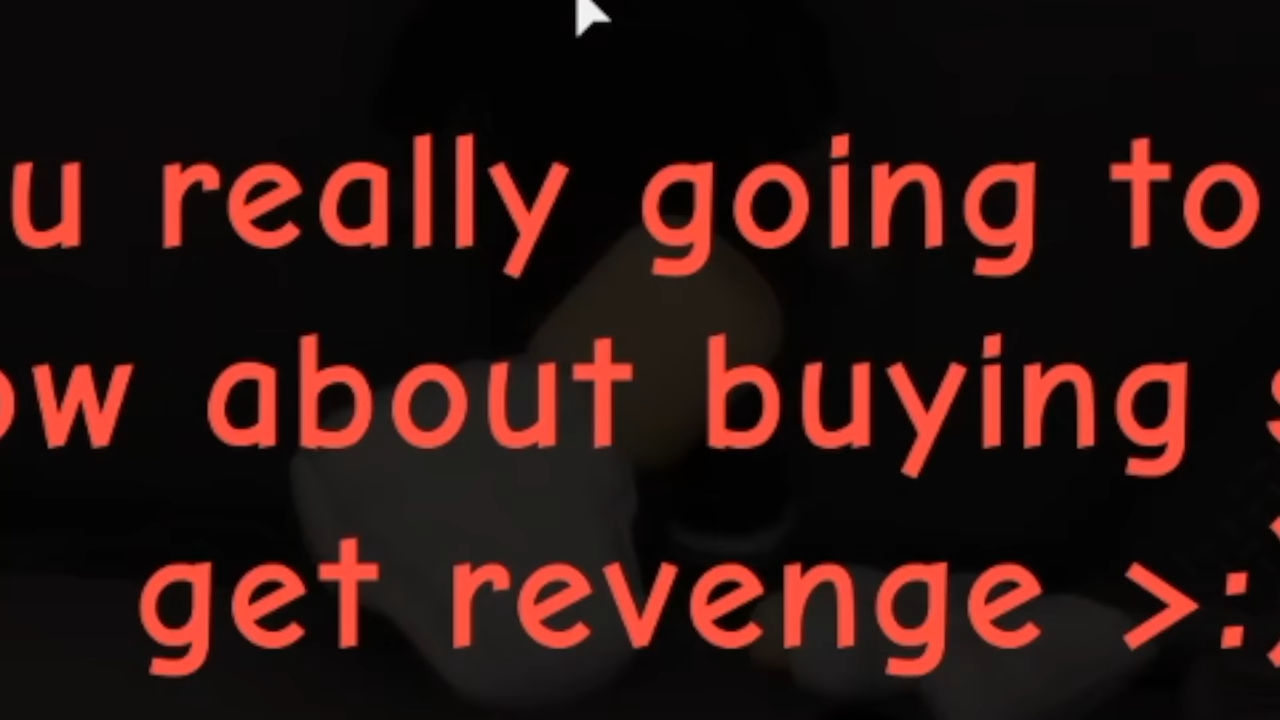 u really going to
ow about buying s
get revenge >:)